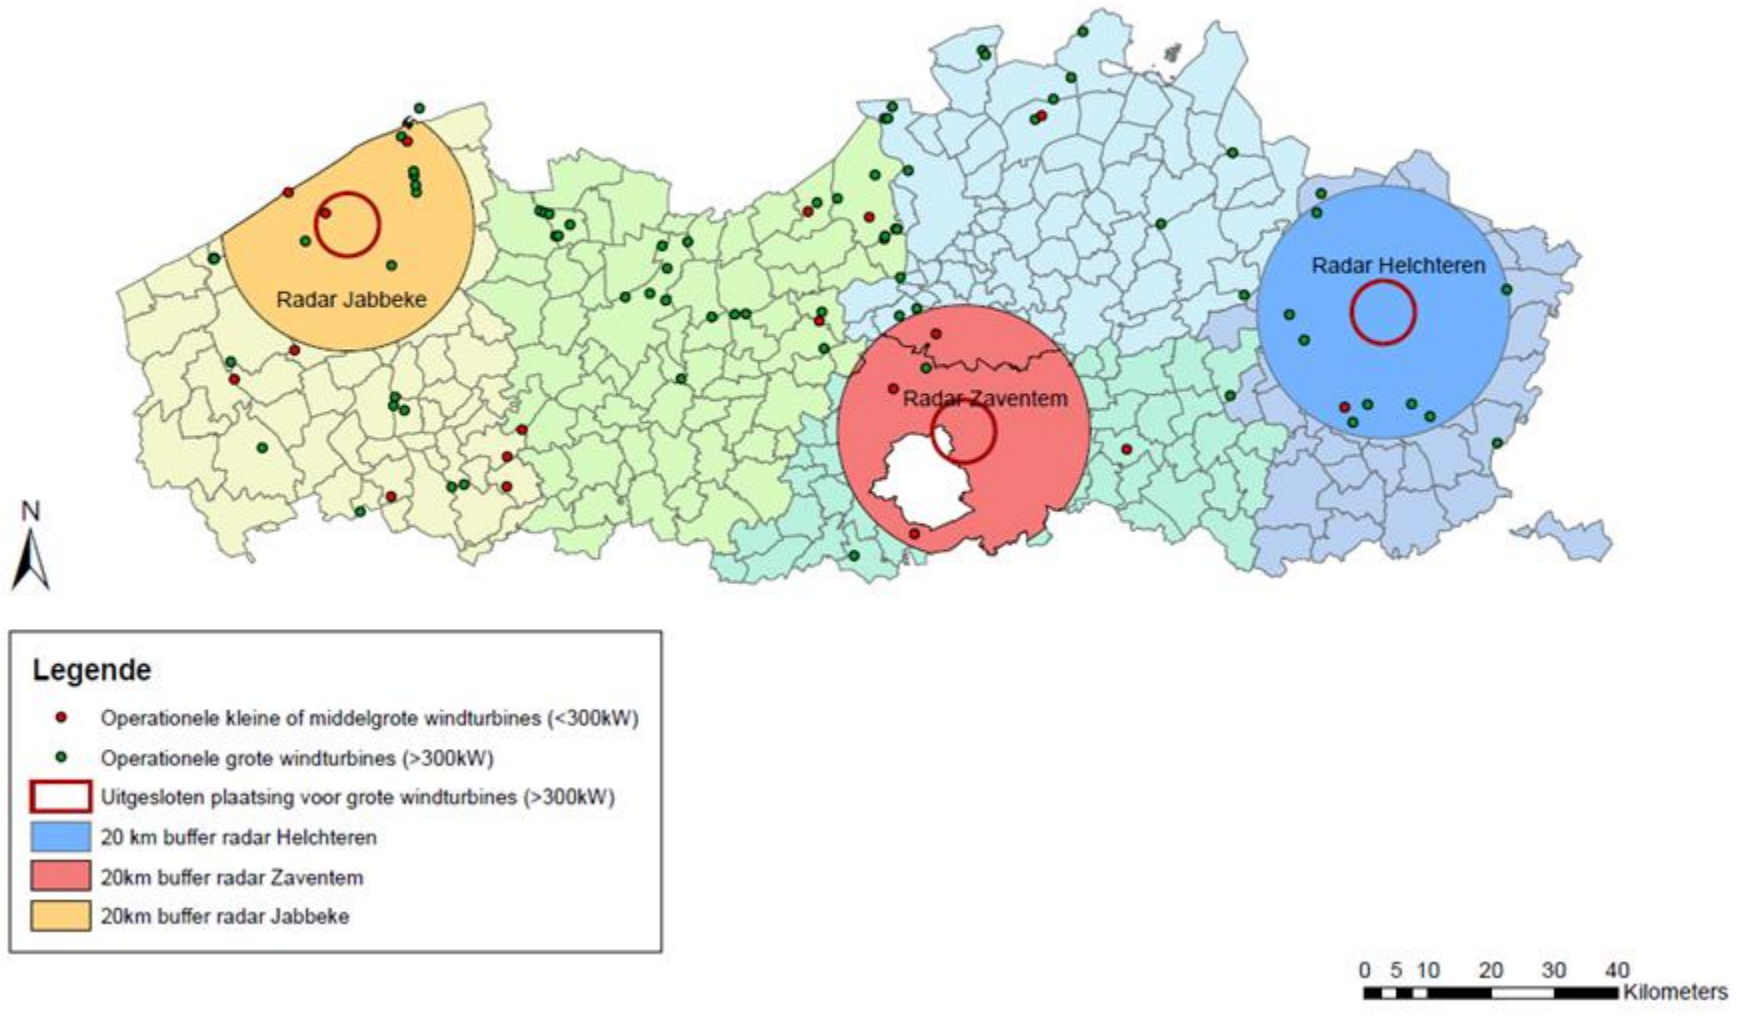 Radar Helchteren
Radar Jabbeke
Radar Zaventem
N
Legende
Operationele kleine of middelgrote windturbines (<300kW)
Operationele grote windturbines (>300kW)
Uitgesloten plaatsing voor grote windturbines (>300kW)
20 km buffer radar Helchteren
20km buffer radar Zaventem
20km buffer radar Jabbeke
0 5 10 20 30 40
Kilometers